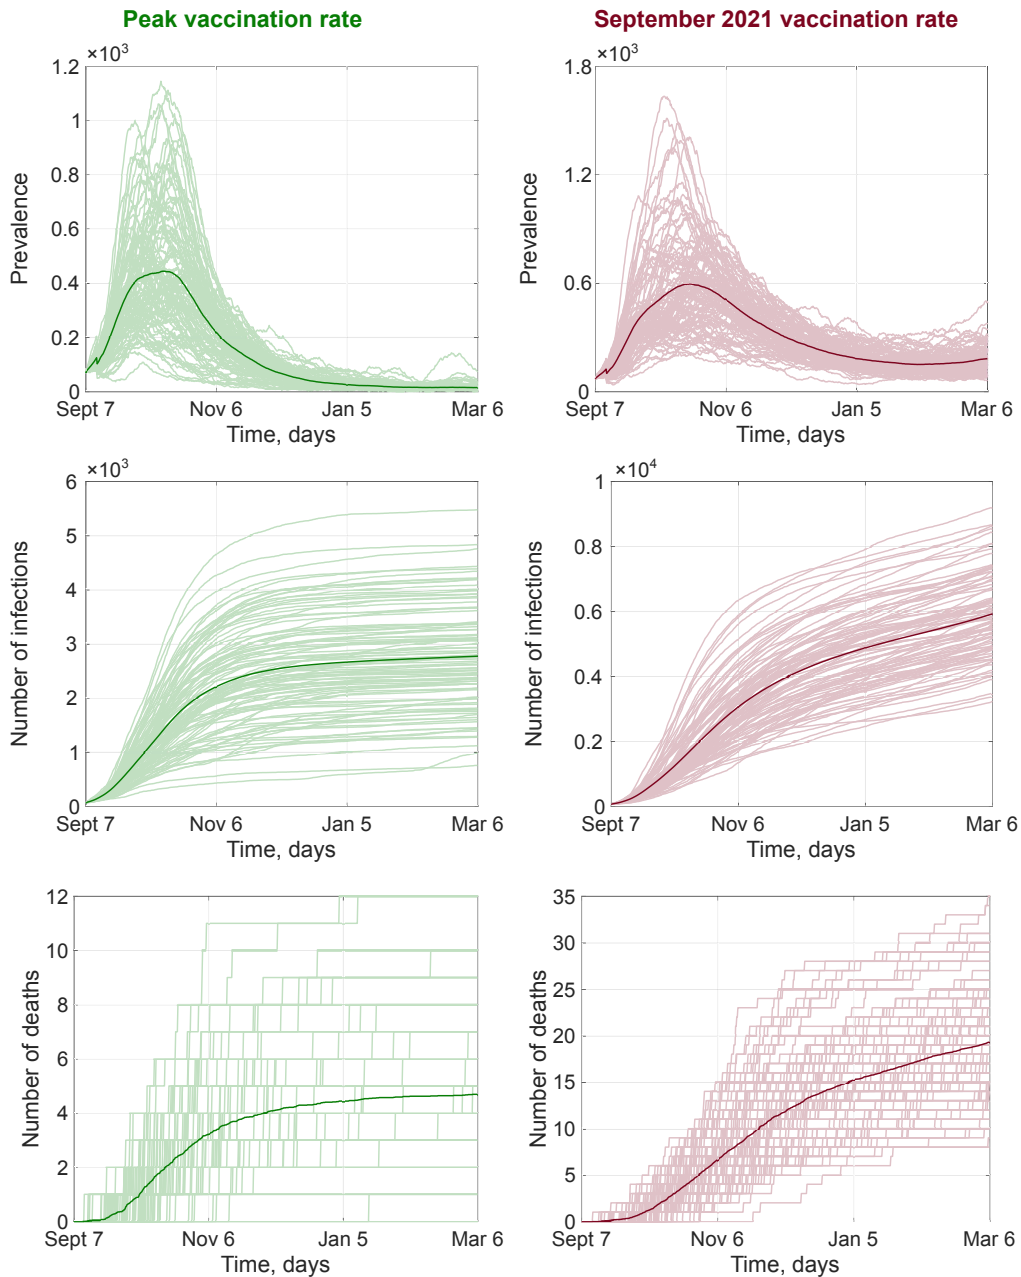 Peak vaccination rate
September 2021 vaccination rate
×10³
1.2
1
0.8
0.6
0.4
0.2
0
Prevalence
Sept 7 Nov 6 Jan 5 Mar 6
Time, days
×10³
1.8
1.2
0.6
0
Prevalence
Sept 7 Nov 6 Jan 5 Mar 6
Time, days
×10³
6
5
4
3
2
1
0
Number of infections
Sept 7 Nov 6 Jan 5 Mar 6
Time, days
×10⁴
1
0.8
0.6
0.4
0.2
0
Number of infections
Sept 7 Nov 6 Jan 5 Mar 6
Time, days
12
10
8
6
4
2
0
Number of deaths
Sept 7 Nov 6 Jan 5 Mar 6
Time, days
35
30
25
20
15
10
5
0
Number of deaths
Sept 7 Nov 6 Jan 5 Mar 6
Time, days